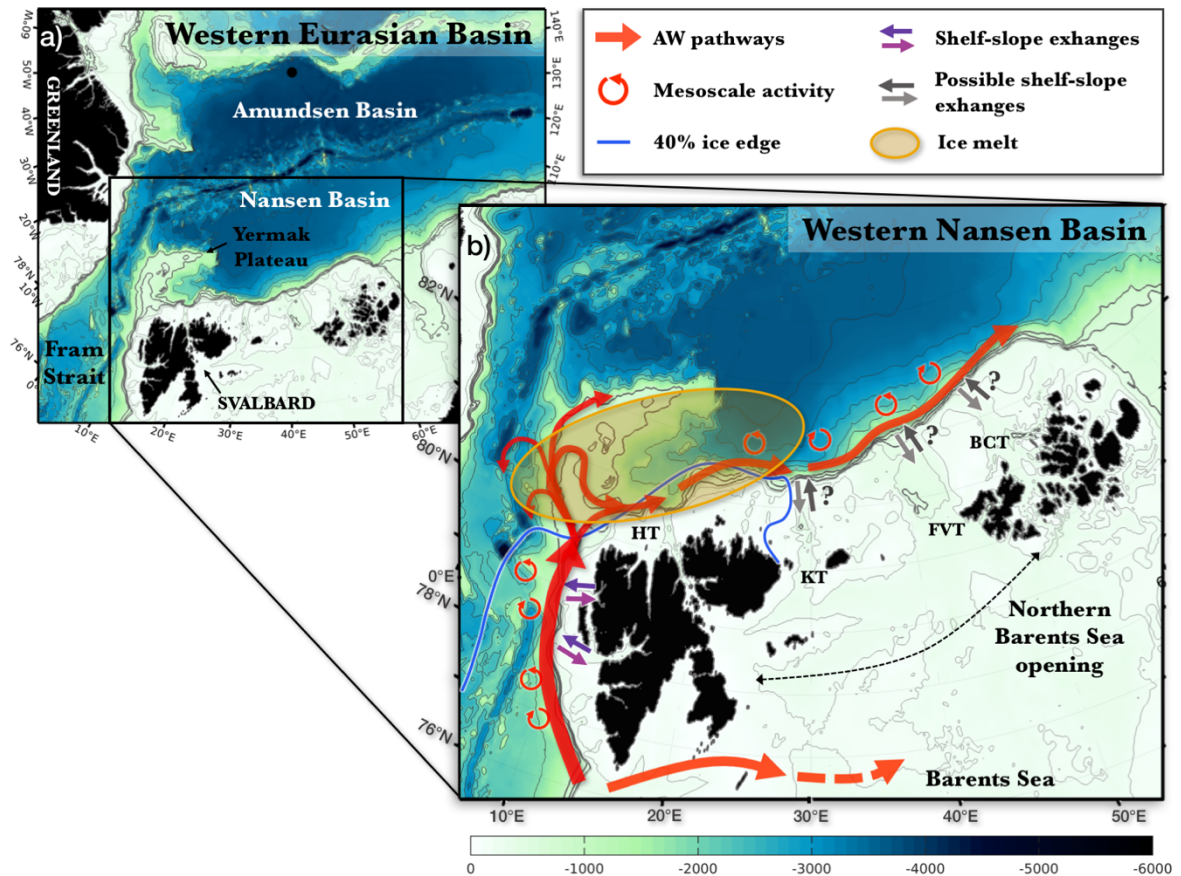 a)
Western Eurasian Basin
GREENLAND
Amundsen Basin
Nansen Basin
Yermak
Plateau
Fram
Strait
SVALBARD
60°W
50°W
40°W
30°W
20°W
78°N
10°W
76°N
0°
10°E
20°E
30°E
40°E
50°E
60°E
140°E
130°E
120°E
110°E
AW pathways
Mesoscale activity
40% ice edge
Shelf-slope exhanges
Possible shelf-slope
exhanges
Ice melt
b)
Western Nansen Basin
82°N
80°N
0°E
78°N
76°N
?
?
?
BCT
FVT
HT
KT
Northern
Barents Sea
opening
Barents Sea
10°E
20°E
30°E
40°E
50°E
0
-1000
-2000
-3000
-4000
-5000
-6000